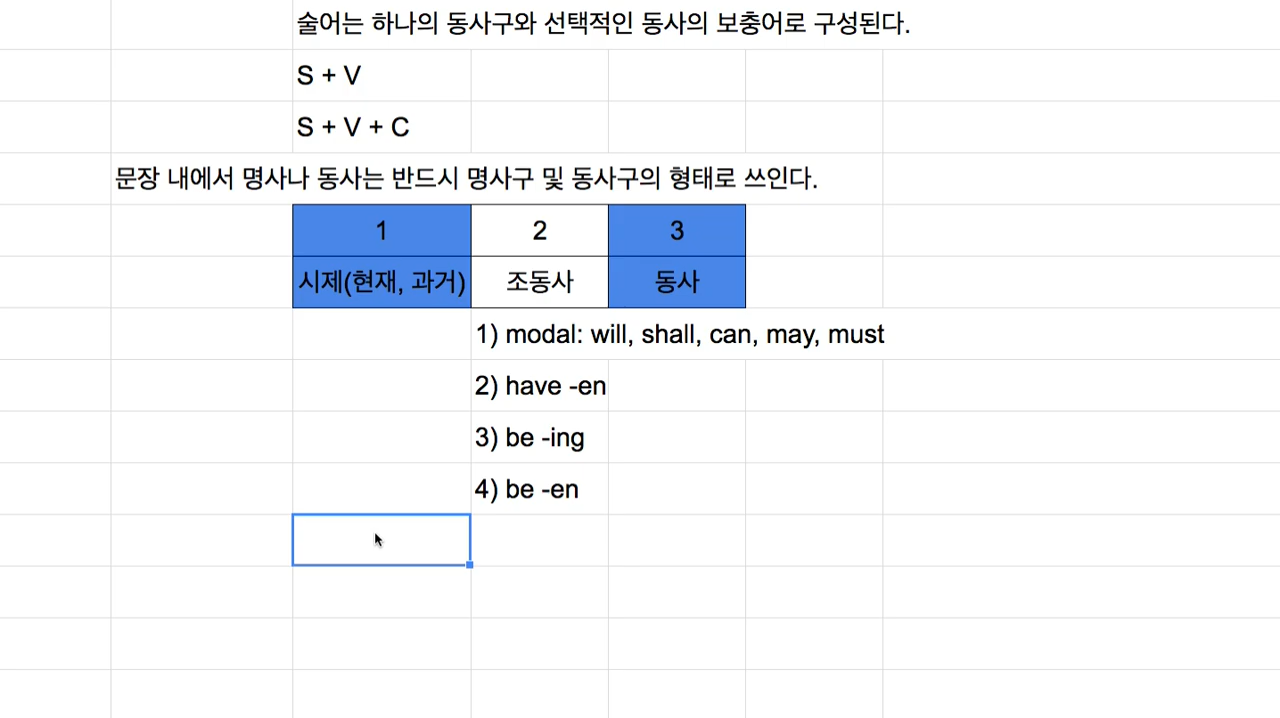 술어는 하나의 동사구와 선택적인 동사의 보충어로 구성된다.
S + V
S + V + C
문장 내에서 명사나 동사는 반드시 명사구 및 동사구의 형태로 쓰인다.
1 2 3
시제(현재, 과거) 조동사 동사
1) modal: will, shall, can, may, must
2) have -en
3) be -ing
4) be -en